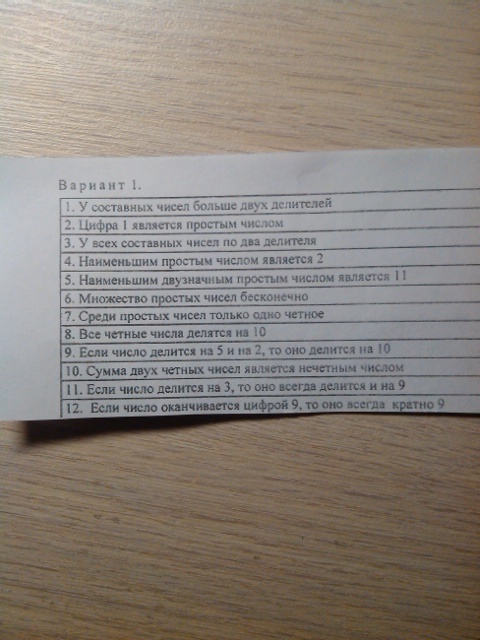 Вариант 1.
1. У составных чисел больше двух делителей
2. Цифра 1 является простым числом
3. У всех составных чисел по два делителя
4. Наименьшим простым числом является 2
5. Наименьшим двузначным простым числом является 11
6. Множество простых чисел бесконечно
7. Среди простых чисел только одно четное
8. Все четные числа делятся на 10
9. Если число делится на 5 и на 2, то оно делится на 10
10. Сумма двух четных чисел является нечетным числом
11. Если число делится на 3, то оно всегда делится и на 9
12. Если число оканчивается цифрой 9, то оно всегда кратно 9